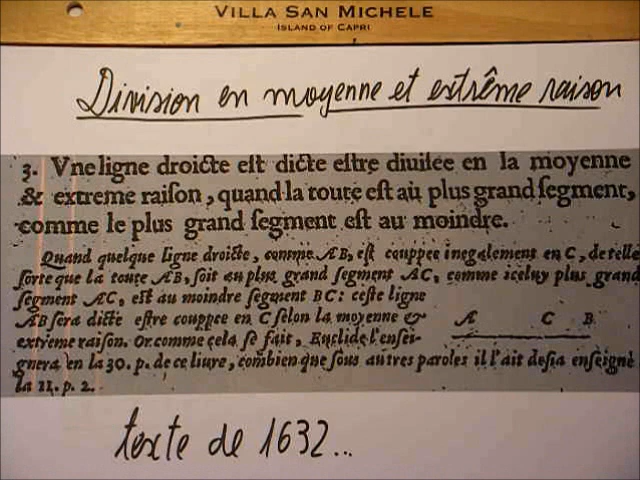 VILLA SAN MICHELE
ISLAND OF CAPRI
Division en moyenne et extrême raison
3. Vne ligne droicte est dicte estre diuisee en la moyenne
& extreme raison, quand la toute est au plus grand segment,
comme le plus grand segment est au moindre.
Quand quelque ligne droicte, comme AB, est couppee inegalement en C, de telle
sorte que la toute AB, soit au plus grand segment AC, comme iceluy plus grand
segment AC, est au moindre segment BC: ceste ligne
AB sera dicte estre couppee en C selon la moyenne &
extreme raison. Or comme cela se fait, Euclide l'ensei-
gnera en la 30. p. de ce liure, combien que sous autres paroles il l'ait desia enseigné
la 11. p. 2.
A C B
texte de 1632...